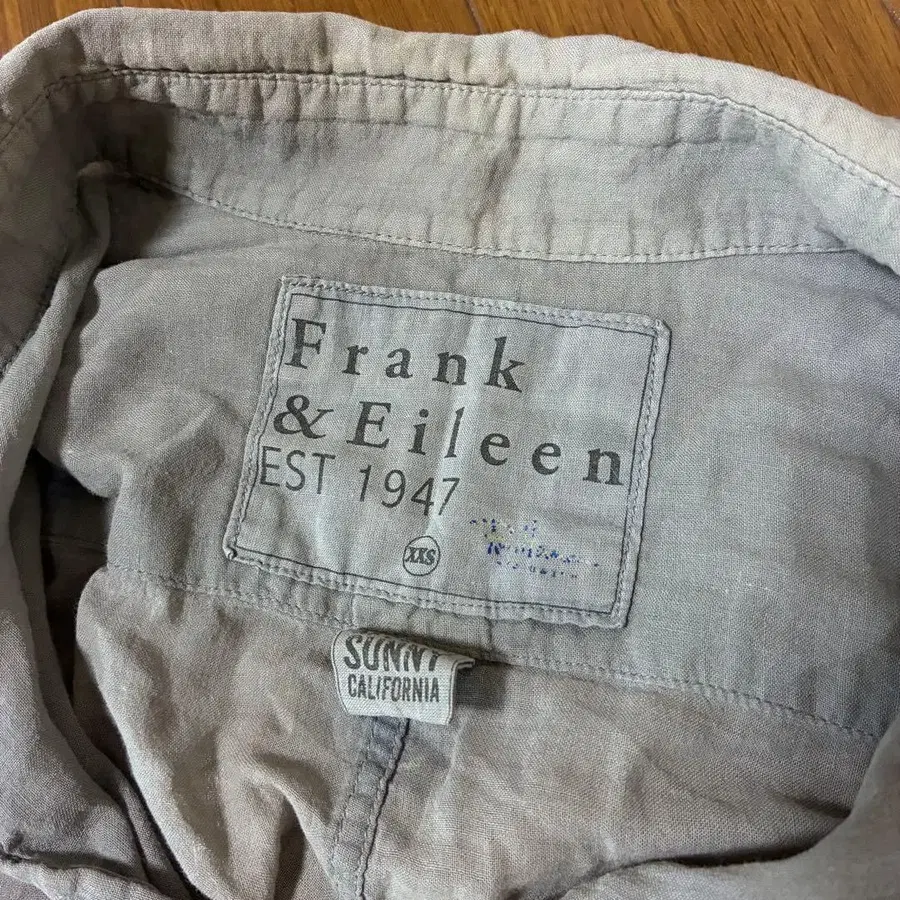 Frank
& Eileen
EST 1947
XXS
SUNNY
CALIFORNIA